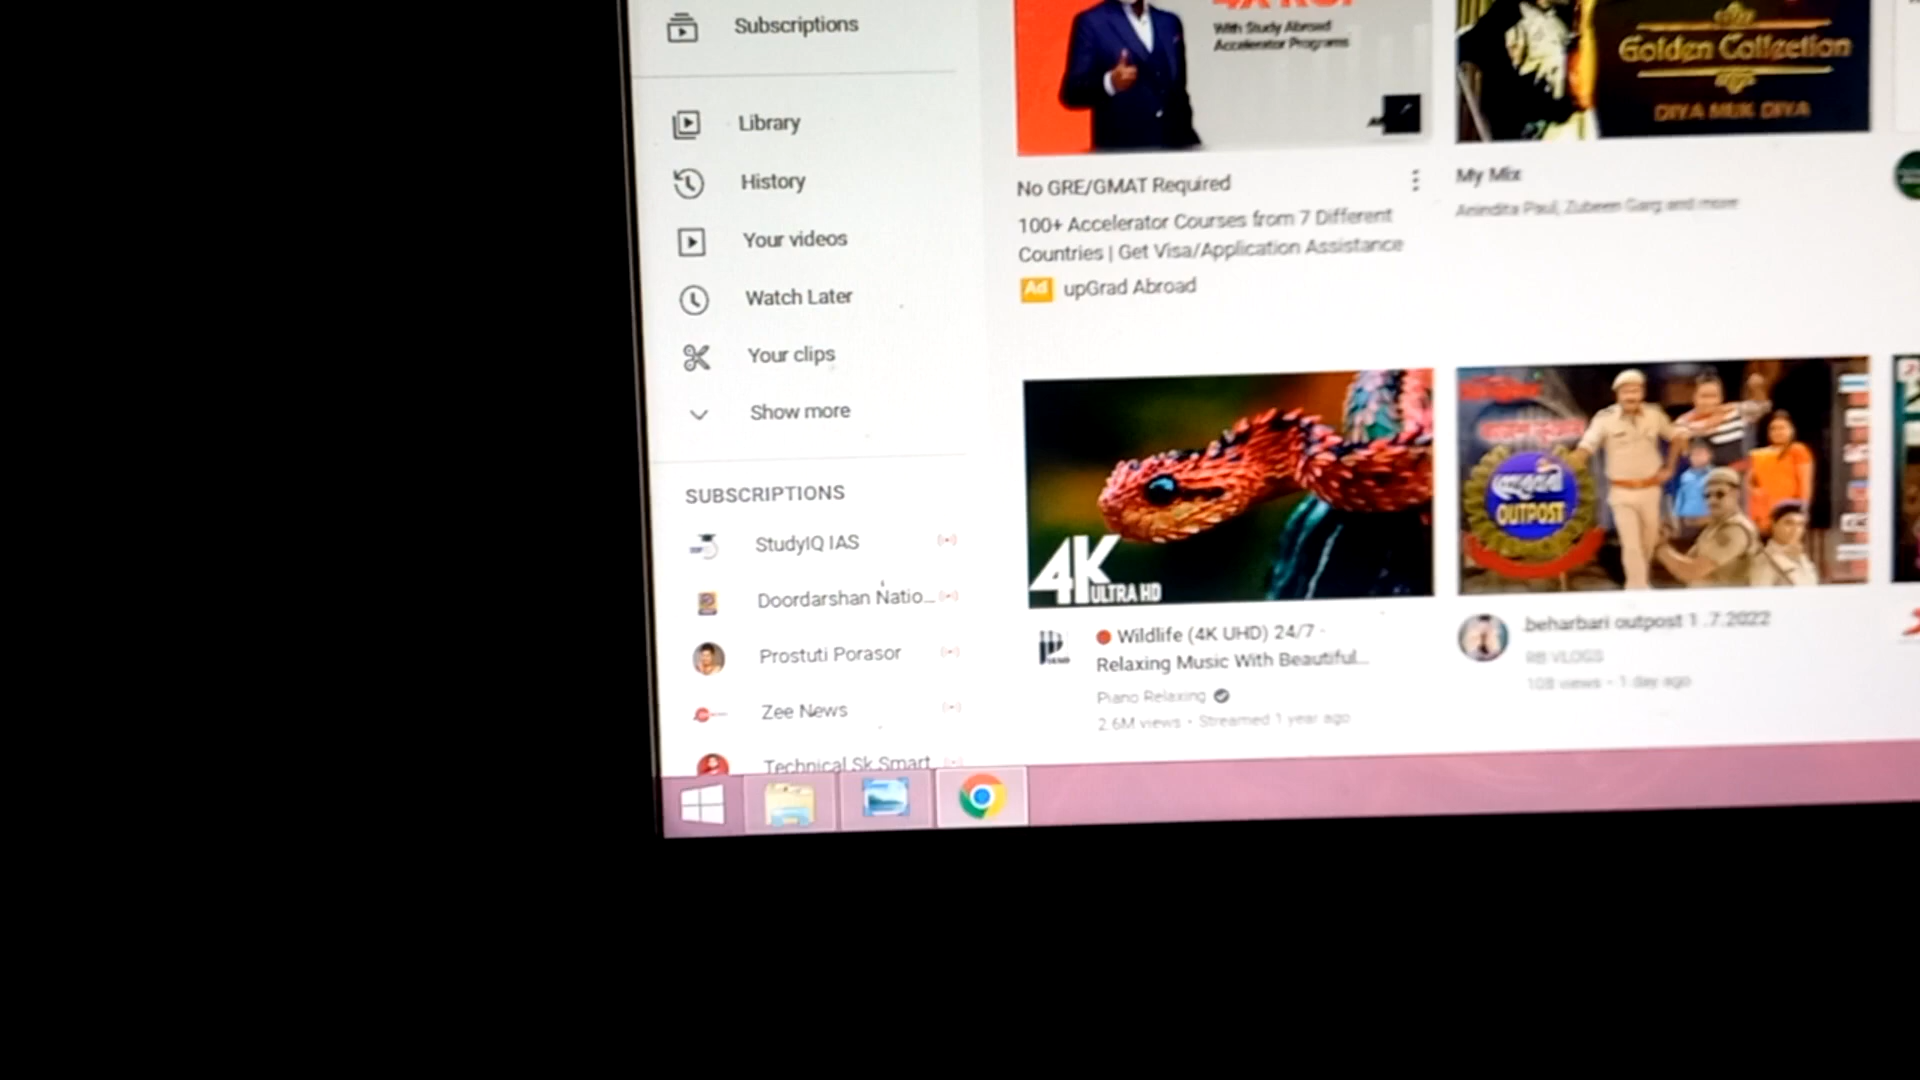 Subscriptions
Library
History
Your videos
Watch Later
Your clips
Show more
SUBSCRIPTIONS
StudyIQ IAS
Doordarshan Natio...
Prostuti Porasor
Zee News
Technical Sk Smart
With Study Abroad
Accelerator Programs
No GRE/GMAT Required
100+ Accelerator Courses from 7 Different
Countries | Get Visa/Application Assistance
Ad upGrad Abroad
Golden Collection
DIYA MEIK DIYA
My Mix
Anindita Paul, Zubeen Garg and more
4K
ULTRA HD
Wildlife (4K UHD) 24/7 -
Relaxing Music With Beautiful...
Piano Relaxing
2.6M views • Streamed 1 year ago
OUTPOST
beharbari outpost 1 .7.2022
RB VLOGS
108 views • 1 day ago